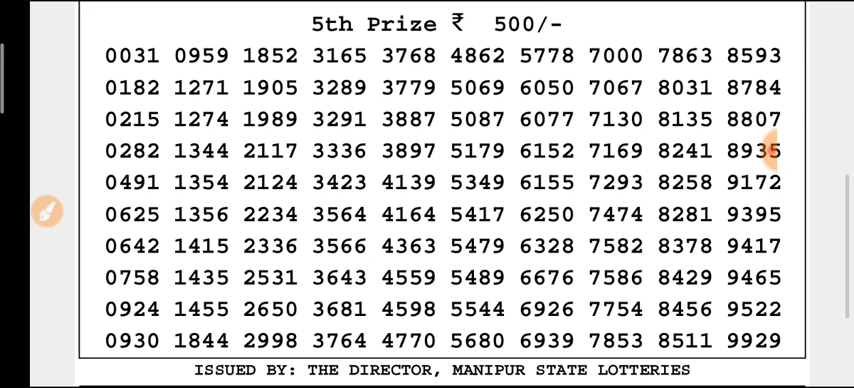 5th Prize ₹ 500/-
0031 0959 1852 3165 3768 4862 5778 7000 7863 8593
0182 1271 1905 3289 3779 5069 6050 7067 8031 8784
0215 1274 1989 3291 3887 5087 6077 7130 8135 8807
0282 1344 2117 3336 3897 5179 6152 7169 8241 8935
0491 1354 2124 3423 4139 5349 6155 7293 8258 9172
0625 1356 2234 3564 4164 5417 6250 7474 8281 9395
0642 1415 2336 3566 4363 5479 6328 7582 8378 9417
0758 1435 2531 3643 4559 5489 6676 7586 8429 9465
0924 1455 2650 3681 4598 5544 6926 7754 8456 9522
0930 1844 2998 3764 4770 5680 6939 7853 8511 9929
ISSUED BY: THE DIRECTOR, MANIPUR STATE LOTTERIES